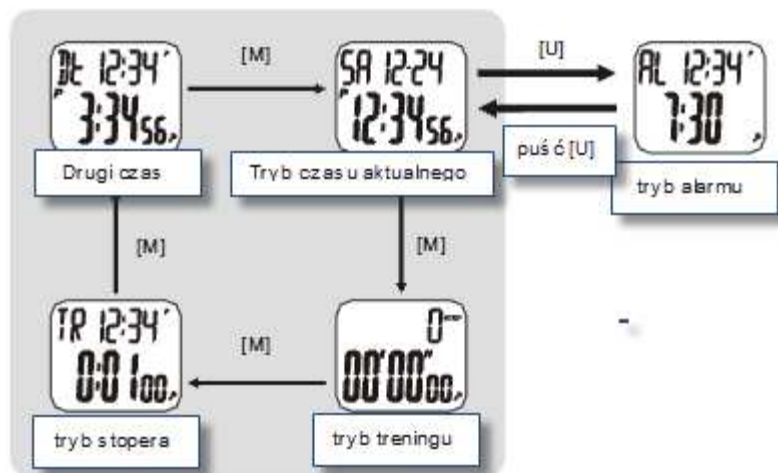 Dt 12:34'
P 3:34 56
Drugi czas
[M]
SA 12-24
P 12:34 56
Tryb czasu aktualnego
[U]
puść [U]
AL 12:34'
7:30
tryb alarmu
[M]
[M]
TR 12:34'
0:01 00
tryb stopera
[M]
0
00'00"00
tryb treningu
-